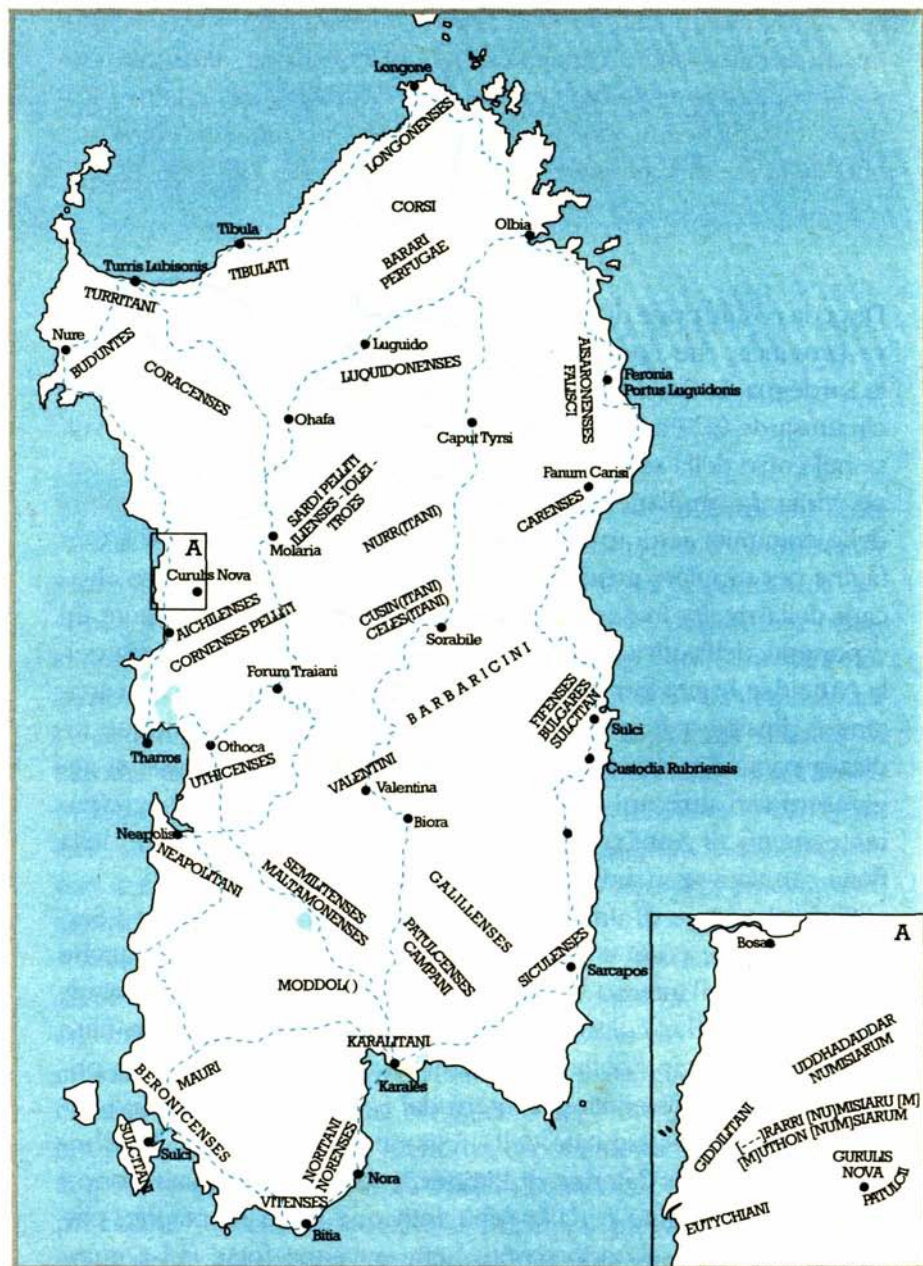 Longone
LONGONENSES
CORSI
Tibula
Olbia
BARARI
PERFUGAE
TIBULATI
Turris Lubisonis
TURRITANI
Nure
BUDUNTES
Luguido
LUQUIDONENSES
CORACENSES
AISARONENSES
FALISCI
Feronia
Portus Luguidonis
Ohafa
Caput Tyrsi
SARDI PELLITI
ILIENSES - IOLEI -
TROES
Fanum Carisi
CARENSES
NURR(ITANI)
Molaria
A
Curulis Nova
CUSIN(ITANI)
CELES(ITANI)
AICHILENSES
CORNENSES PELLITI
Sorabile
Forum Traiani
BARBARICINI
FIFENSES
BULGARES
SULCITAN
Sulci
Tharros
Othoca
UTHICENSES
Custodia Rubriensis
VALENTINI
Valentina
Biora
Neapolis
NEAPOLITANI
SEMILITENSES
MALTAMONENSES
GALILLENSES
PATULCENSES
CAMPANI
SICULENSES
Sarcapos
MODDOL()
KARALITANI
Karales
MAURI
BERONICENSES
SULCITANI
Sulci
NORITANI
NORENSES
Nora
VITENSES
Bitia
A
Bosa
UDDHADADDAR
NUMISIARUM
GIDDILITANI
[---]RARRI [NU]MISIARU [M]
[M]UTHON [NUM]SIARUM
GURULIS
NOVA
PATULCII
EUTYCHIANI